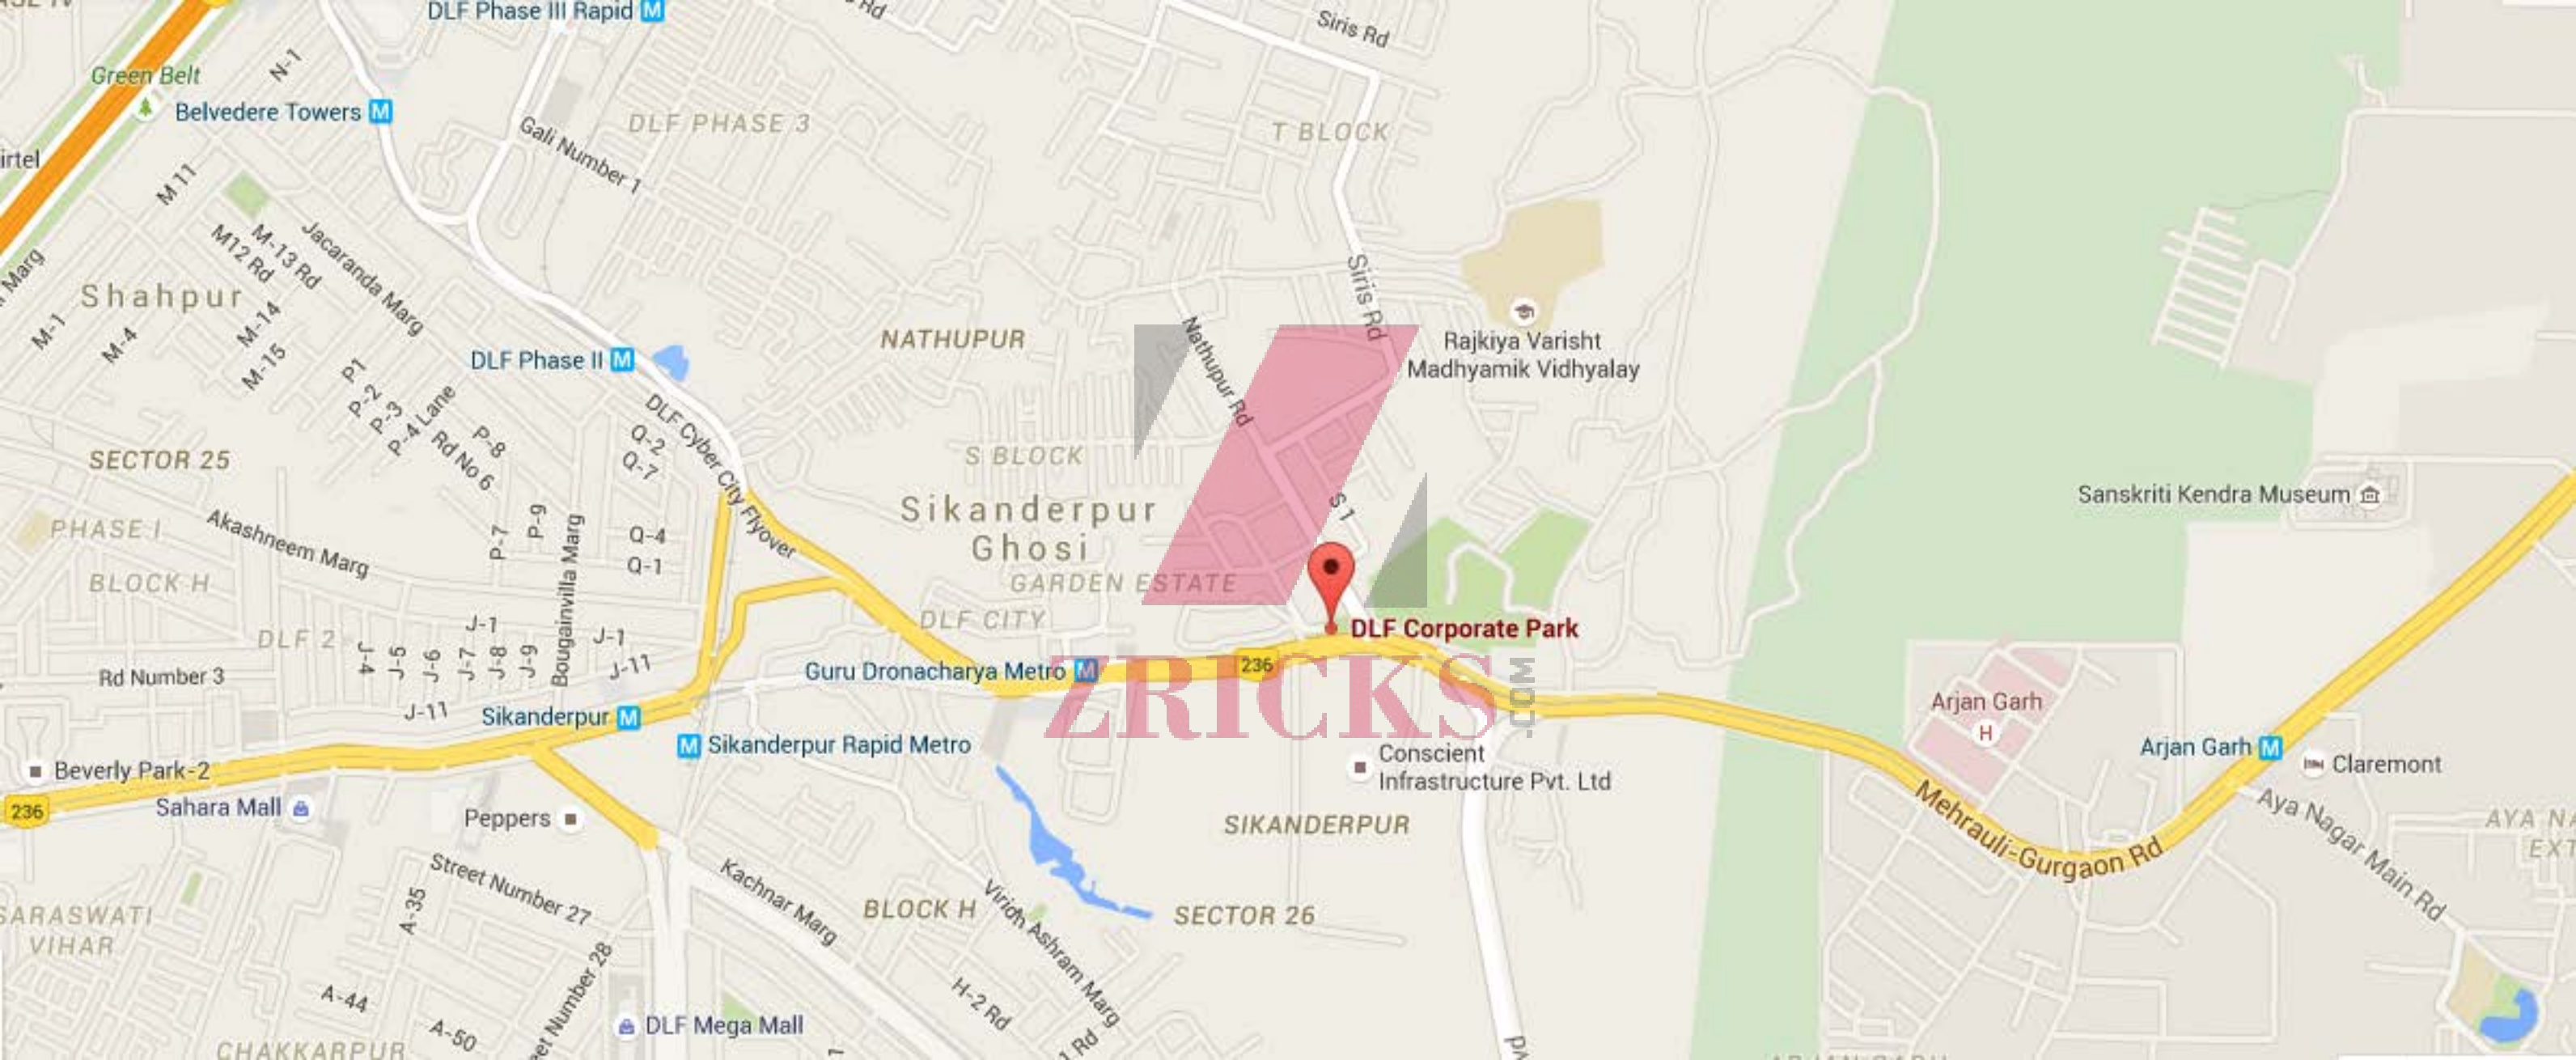 DLF Phase III Rapid
Siris Rd
Green Belt
N-1
Belvedere Towers
Gali Number 1
DLF PHASE 3
T BLOCK
irtel
M 11
M-13 Rd
M12 Rd
Jacaranda Marg
Marg
Shahpur
M-1
M-4
M-14
M-15
Siris Rd
NATHUPUR
Nathupur Rd
Rajkiya Varisht
Madhyamik Vidhyalay
DLF Phase II
P1
P-2
P-3
P-4 Lane
Rd No 6
P-8
DLF Cyber City Flyover
Q-2
Q-7
SECTOR 25
S BLOCK
Sikanderpur
Ghosi
S 1
Sanskriti Kendra Museum
PHASE I
Akashneem Marg
P-7
P-9
Bougainvilla Marg
Q-4
Q-1
BLOCK H
GARDEN ESTATE
DLF CITY
DLF 2
J-4
J-5
J-6
J-7
J-8
J-9
J-1
J-1
J-11
DLF Corporate Park
Rd Number 3
Guru Dronacharya Metro
236
ZRICKS
.COM
J-11
Sikanderpur
Sikanderpur Rapid Metro
Arjan Garh
H
Arjan Garh
Claremont
Conscient
Infrastructure Pvt. Ltd
Beverly Park-2
236
Sahara Mall
Peppers
Mehrauli-Gurgaon Rd
Aya Nagar Main Rd
AYA NA
EXT
SIKANDERPUR
Street Number 27
A-35
Kachnar Marg
BLOCK H
Viridh Ashram Marg
SECTOR 26
SARASWATI
VIHAR
A-44
A-50
eet Number 28
H-2 Rd
1 Rd
DLF Mega Mall
CHAKKARPUR